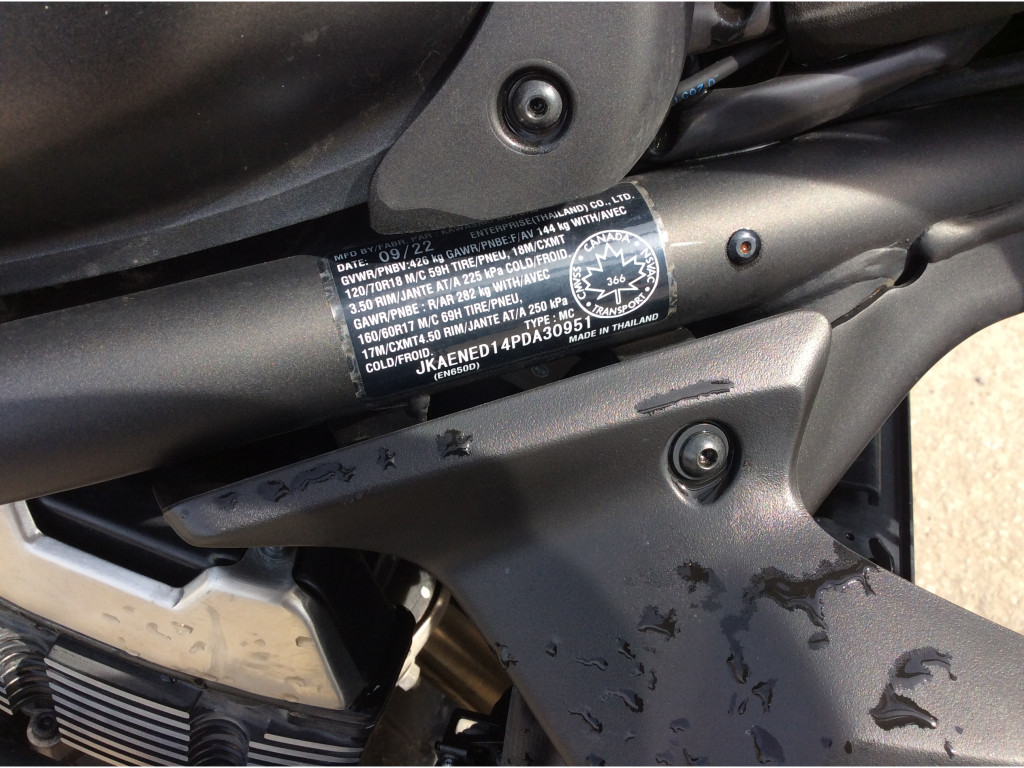 MFD BY/FABR. PAR
ENTERPRISE(THAILAND) CO., LTD.
DATE: 09/22
GVWR/PNBV:426 kg GAWR/PNBE:F/AV 144 kg WITH/AVEC
120/70R18 M/C 59H TIRE/PNEU, 18M/CXMT
3.50 RIM/JANTE AT/A 225 kPa COLD/FROID.
GAWR/PNBE : R/AR 282 kg WITH/AVEC
160/60R17 M/C 69H TIRE/PNEU,
17M/CXMT4.50 RIM/JANTE AT/A 250 kPa
COLD/FROID. TYPE : MC
JKAENED14PDA30951
(EN650D) MADE IN THAILAND
CANADA
CMVSS
NSVAC
366
TRANSPORT